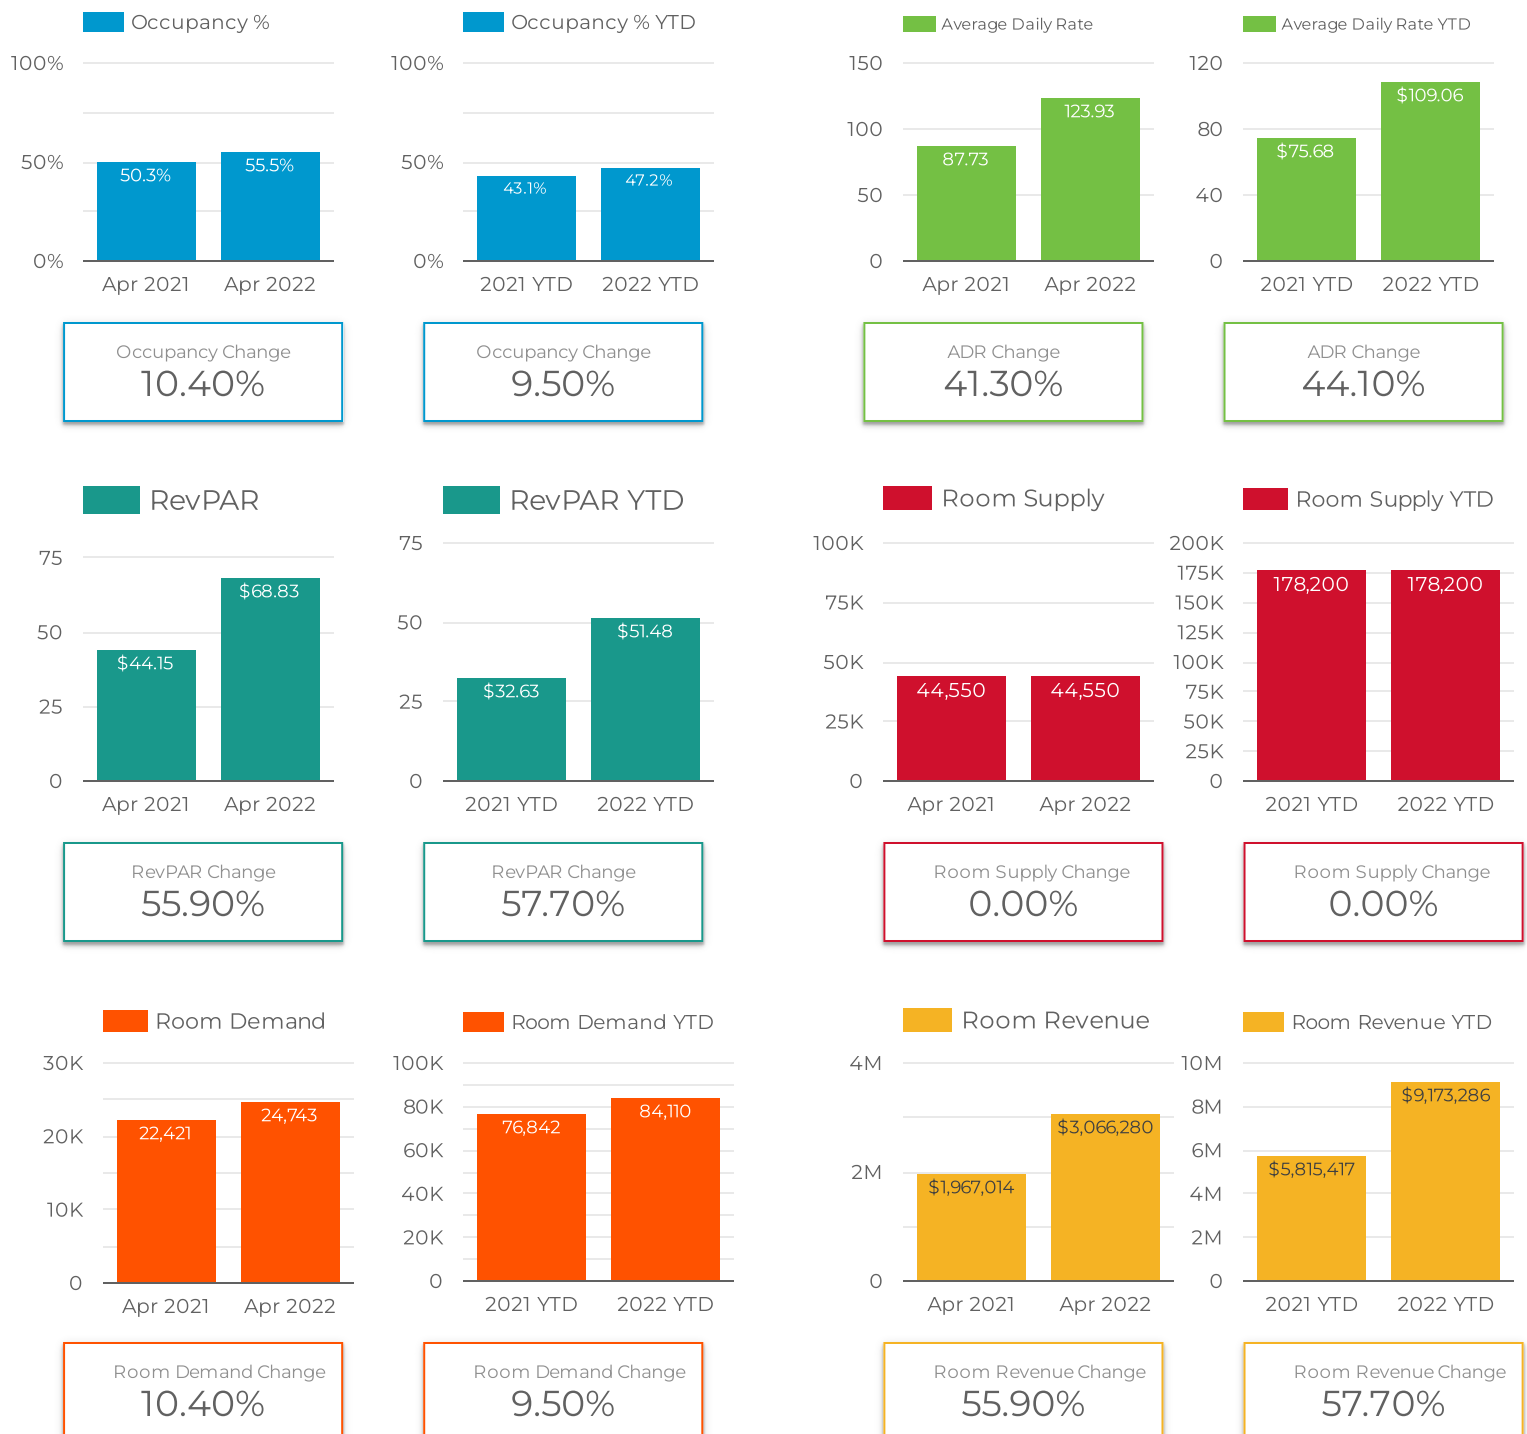 Occupancy %
100%
50%
0%
50.3%
55.5%
Apr 2021
Apr 2022
Occupancy Change
10.40%
Occupancy % YTD
100%
50%
0%
43.1%
47.2%
2021 YTD
2022 YTD
Occupancy Change
9.50%
Average Daily Rate
150
100
50
0
87.73
123.93
Apr 2021
Apr 2022
ADR Change
41.30%
Average Daily Rate YTD
120
80
40
0
$75.68
$109.06
2021 YTD
2022 YTD
ADR Change
44.10%
RevPAR
75
50
25
0
$44.15
$68.83
Apr 2021
Apr 2022
RevPAR Change
55.90%
RevPAR YTD
75
50
25
0
$32.63
$51.48
2021 YTD
2022 YTD
RevPAR Change
57.70%
Room Supply
100K
75K
50K
25K
0
44,550
44,550
Apr 2021
Apr 2022
Room Supply Change
0.00%
Room Supply YTD
200K
175K
150K
125K
100K
75K
50K
25K
0
178,200
178,200
2021 YTD
2022 YTD
Room Supply Change
0.00%
Room Demand
30K
20K
10K
0
22,421
24,743
Apr 2021
Apr 2022
Room Demand Change
10.40%
Room Demand YTD
100K
80K
60K
40K
20K
0
76,842
84,110
2021 YTD
2022 YTD
Room Demand Change
9.50%
Room Revenue
4M
2M
0
$1,967,014
$3,066,280
Apr 2021
Apr 2022
Room Revenue Change
55.90%
Room Revenue YTD
10M
8M
6M
4M
2M
0
$5,815,417
$9,173,286
2021 YTD
2022 YTD
Room Revenue Change
57.70%